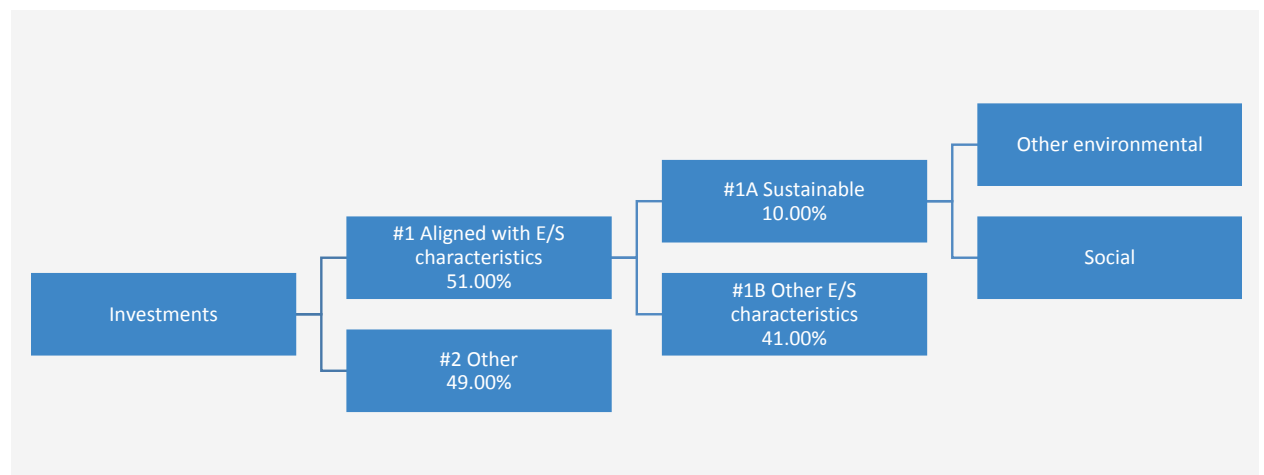 Investments
#1 Aligned with E/S
characteristics
51.00%
#2 Other
49.00%
#1A Sustainable
10.00%
#1B Other E/S
characteristics
41.00%
Other environmental
Social